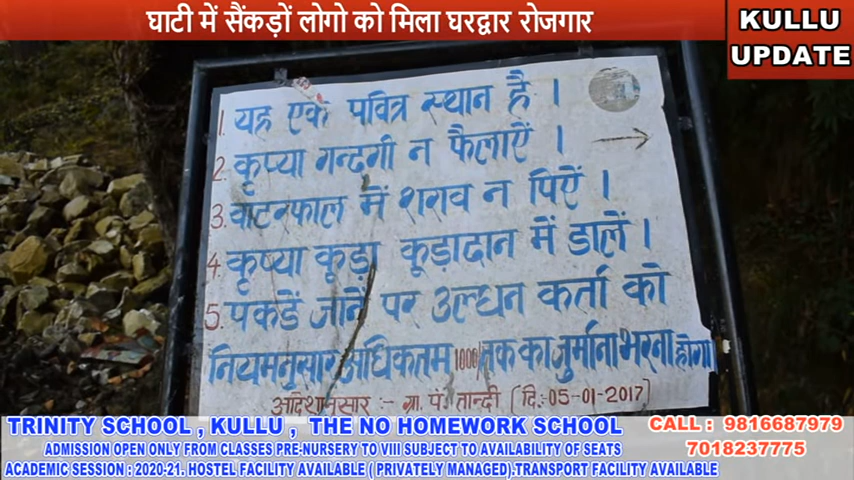 घाटी में सैंकड़ों लोगो को मिला घरद्वार रोजगार
KULLU
UPDATE
1. यह एक पवित्र स्थान है ।
2. कृप्या गन्दगी न फैलाऐं ।
3. वाटरफाल में शराव न पिऐं ।
4. कृप्या कूड़ा कूड़ादान में डालें ।
5. पकडें जानें पर उल्घन कर्ता को
नियमनुसार अधिकतम 1000/ तक का जुर्माना भरना होगा
आदेशानुसार :- ग्रा. पं. तान्दी (दि:-05-01-2017)
TRINITY SCHOOL , KULLU , THE NO HOMEWORK SCHOOL
CALL : 9816687979
7018237775
ADMISSION OPEN ONLY FROM CLASSES PRE-NURSERY TO VIII SUBJECT TO AVAILABILITY OF SEATS
ACADEMIC SESSION : 2020-21. HOSTEL FACILITY AVAILABLE ( PRIVATELY MANAGED).TRANSPORT FACILITY AVAILABLE